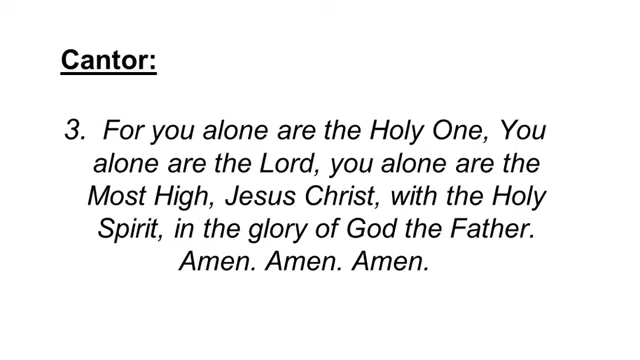 Cantor:
3. For you alone are the Holy One, You
alone are the Lord, you alone are the
Most High, Jesus Christ, with the Holy
Spirit, in the glory of God the Father.
Amen. Amen. Amen.